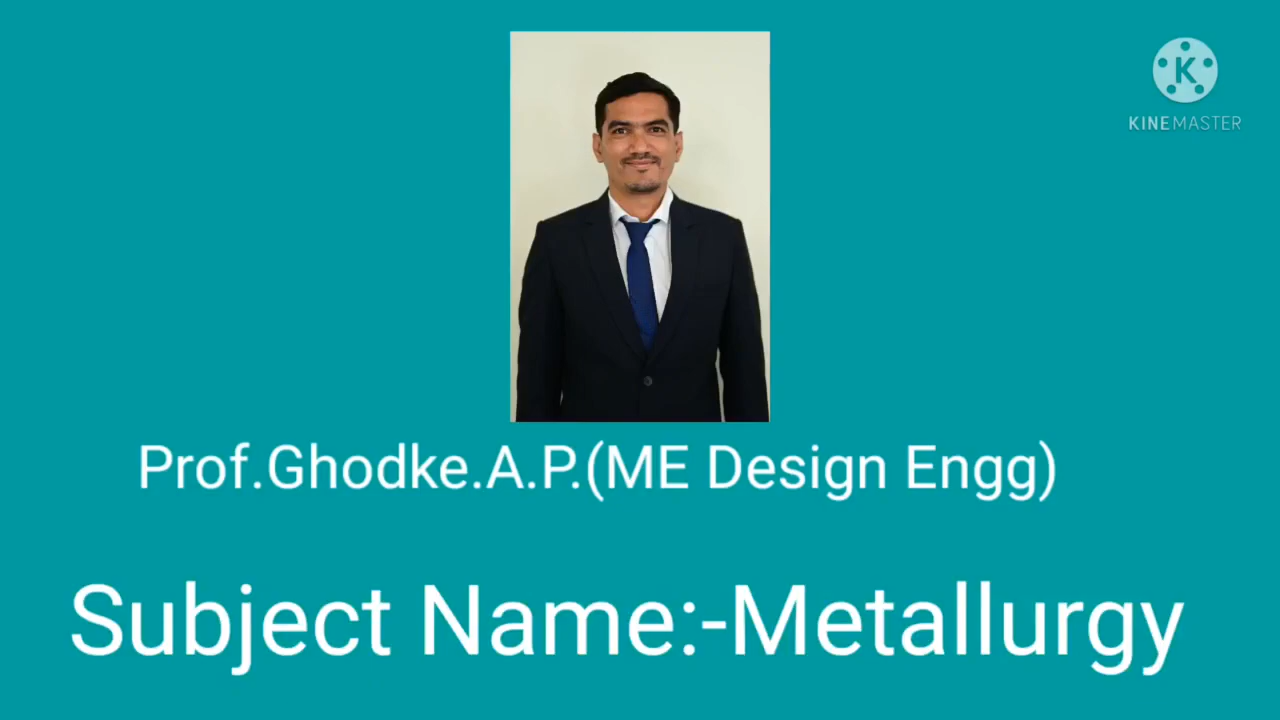 K
KINEMASTER
Prof.Ghodke.A.P.(ME Design Engg)
Subject Name:-Metallurgy